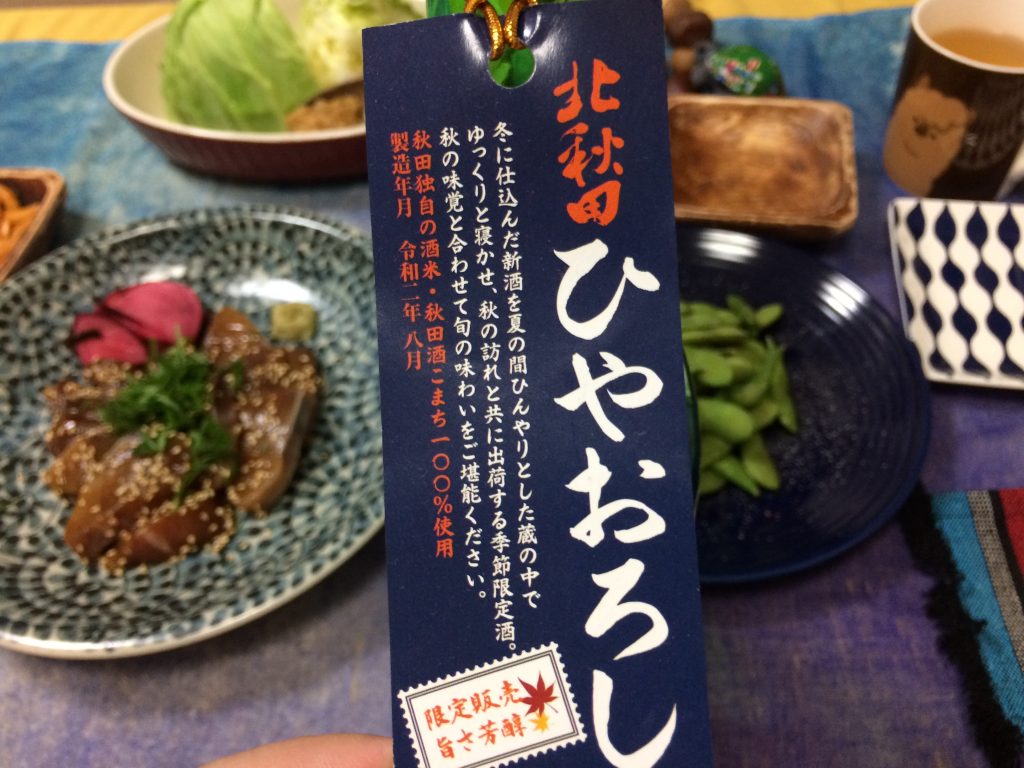 北秋田
ひやおろし
冬に仕込んだ新酒を夏の間ひんやりとした蔵の中で
ゆっくりと寝かせ、秋の訪れと共に出荷する季節限定酒。
秋の味覚と合わせて旬の味わいをご堪能ください。
秋田独自の酒米・秋田酒こまち一〇〇%使用
製造年月 令和二年 八月
限定販売
旨さ芳醇